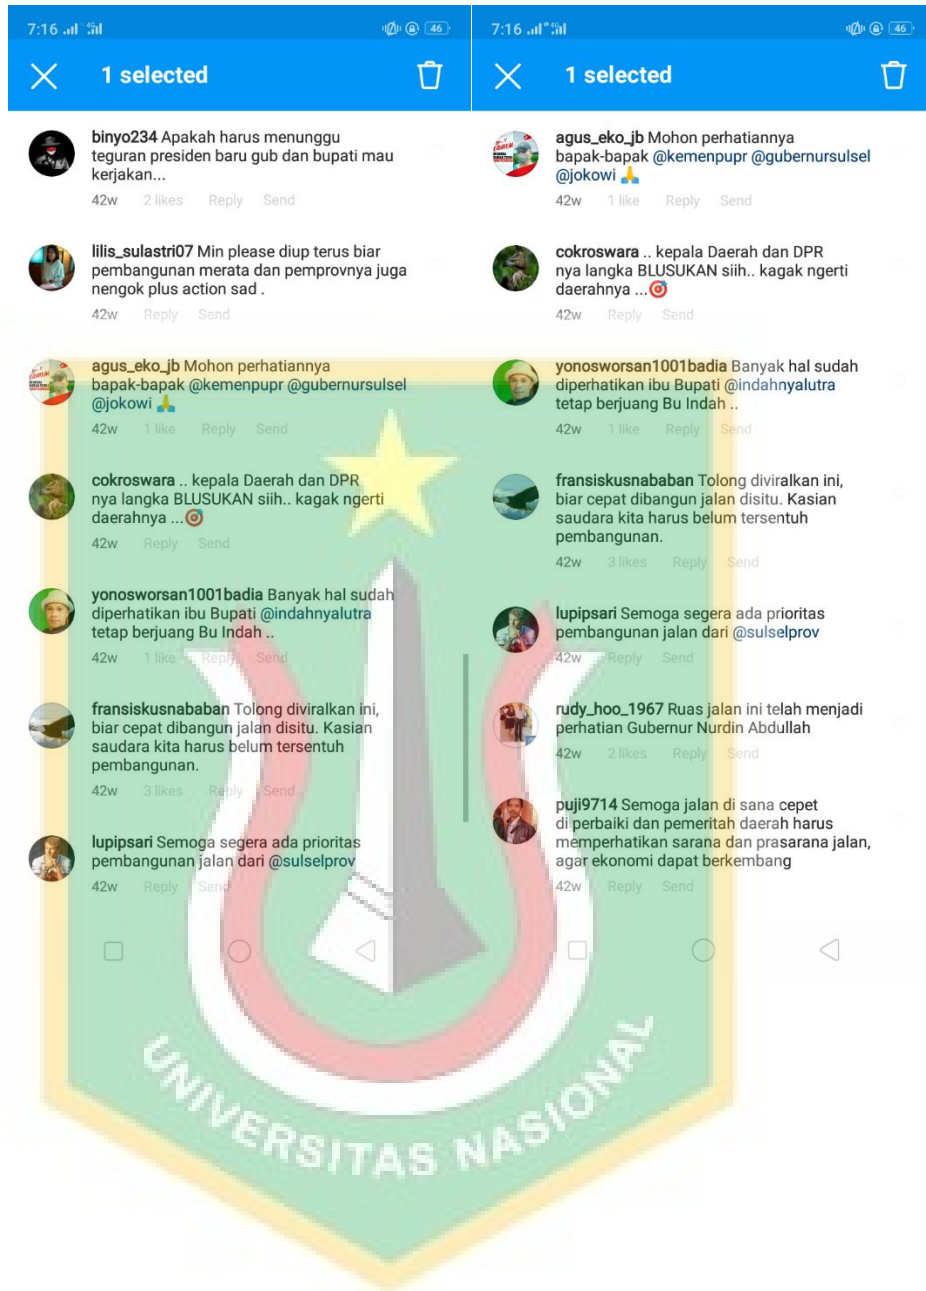 7:16
46
1 selected
binyo234 Apakah harus menunggu
teguran presiden baru gub dan bupati mau
kerjakan...
42w 2 likes Reply Send
lilis_sulastri07 Min please diup terus biar
pembangunan merata dan pemprovnya juga
nengok plus action sad .
42w Reply Send
agus_eko_jb Mohon perhatiannya
bapak-bapak @kemenpupr @gubernursulsel
@jokowi 🙏
42w 1 like Reply Send
cokroswara .. kepala Daerah dan DPR
nya langka BLUSUKAN siih.. kagak ngerti
daerahnya ...🎯
42w Reply Send
yonosworsan1001badia Banyak hal sudah
diperhatikan ibu Bupati @indahnyalutra
tetap berjuang Bu Indah ..
42w 1 like Reply Send
fransiskusnababan Tolong diviralkan ini,
biar cepat dibangun jalan disitu. Kasian
saudara kita harus belum tersentuh
pembangunan.
42w 3 likes Reply Send
lupipsari Semoga segera ada prioritas
pembangunan jalan dari @sulselprov
42w Reply Send
7:16
46
1 selected
agus_eko_jb Mohon perhatiannya
bapak-bapak @kemenpupr @gubernursulsel
@jokowi 🙏
42w 1 like Reply Send
cokroswara .. kepala Daerah dan DPR
nya langka BLUSUKAN siih.. kagak ngerti
daerahnya ...🎯
42w Reply Send
yonosworsan1001badia Banyak hal sudah
diperhatikan ibu Bupati @indahnyalutra
tetap berjuang Bu Indah ..
42w 1 like Reply Send
fransiskusnababan Tolong diviralkan ini,
biar cepat dibangun jalan disitu. Kasian
saudara kita harus belum tersentuh
pembangunan.
42w 3 likes Reply Send
lupipsari Semoga segera ada prioritas
pembangunan jalan dari @sulselprov
42w Reply Send
rudy_hoo_1967 Ruas jalan ini telah menjadi
perhatian Gubernur Nurdin Abdullah
42w 2 likes Reply Send
puji9714 Semoga jalan di sana cepet
di perbaiki dan pemeritah daerah harus
memperhatikan sarana dan prasarana jalan,
agar ekonomi dapat berkembang
42w Reply Send
UNIVERSITAS NASIONAL